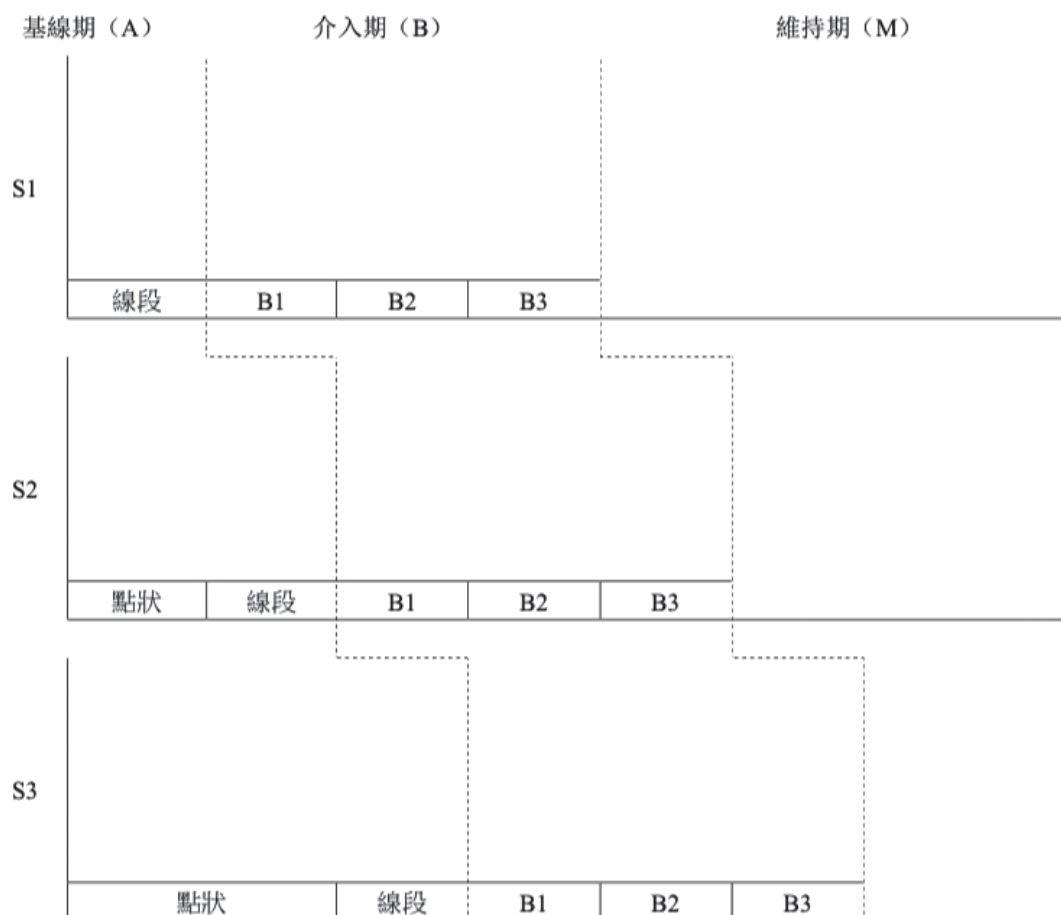 基線期（A） 介入期（B） 維持期（M）
S1
線段 B1 B2 B3
S2
點狀 線段 B1 B2 B3
S3
點狀 線段 B1 B2 B3